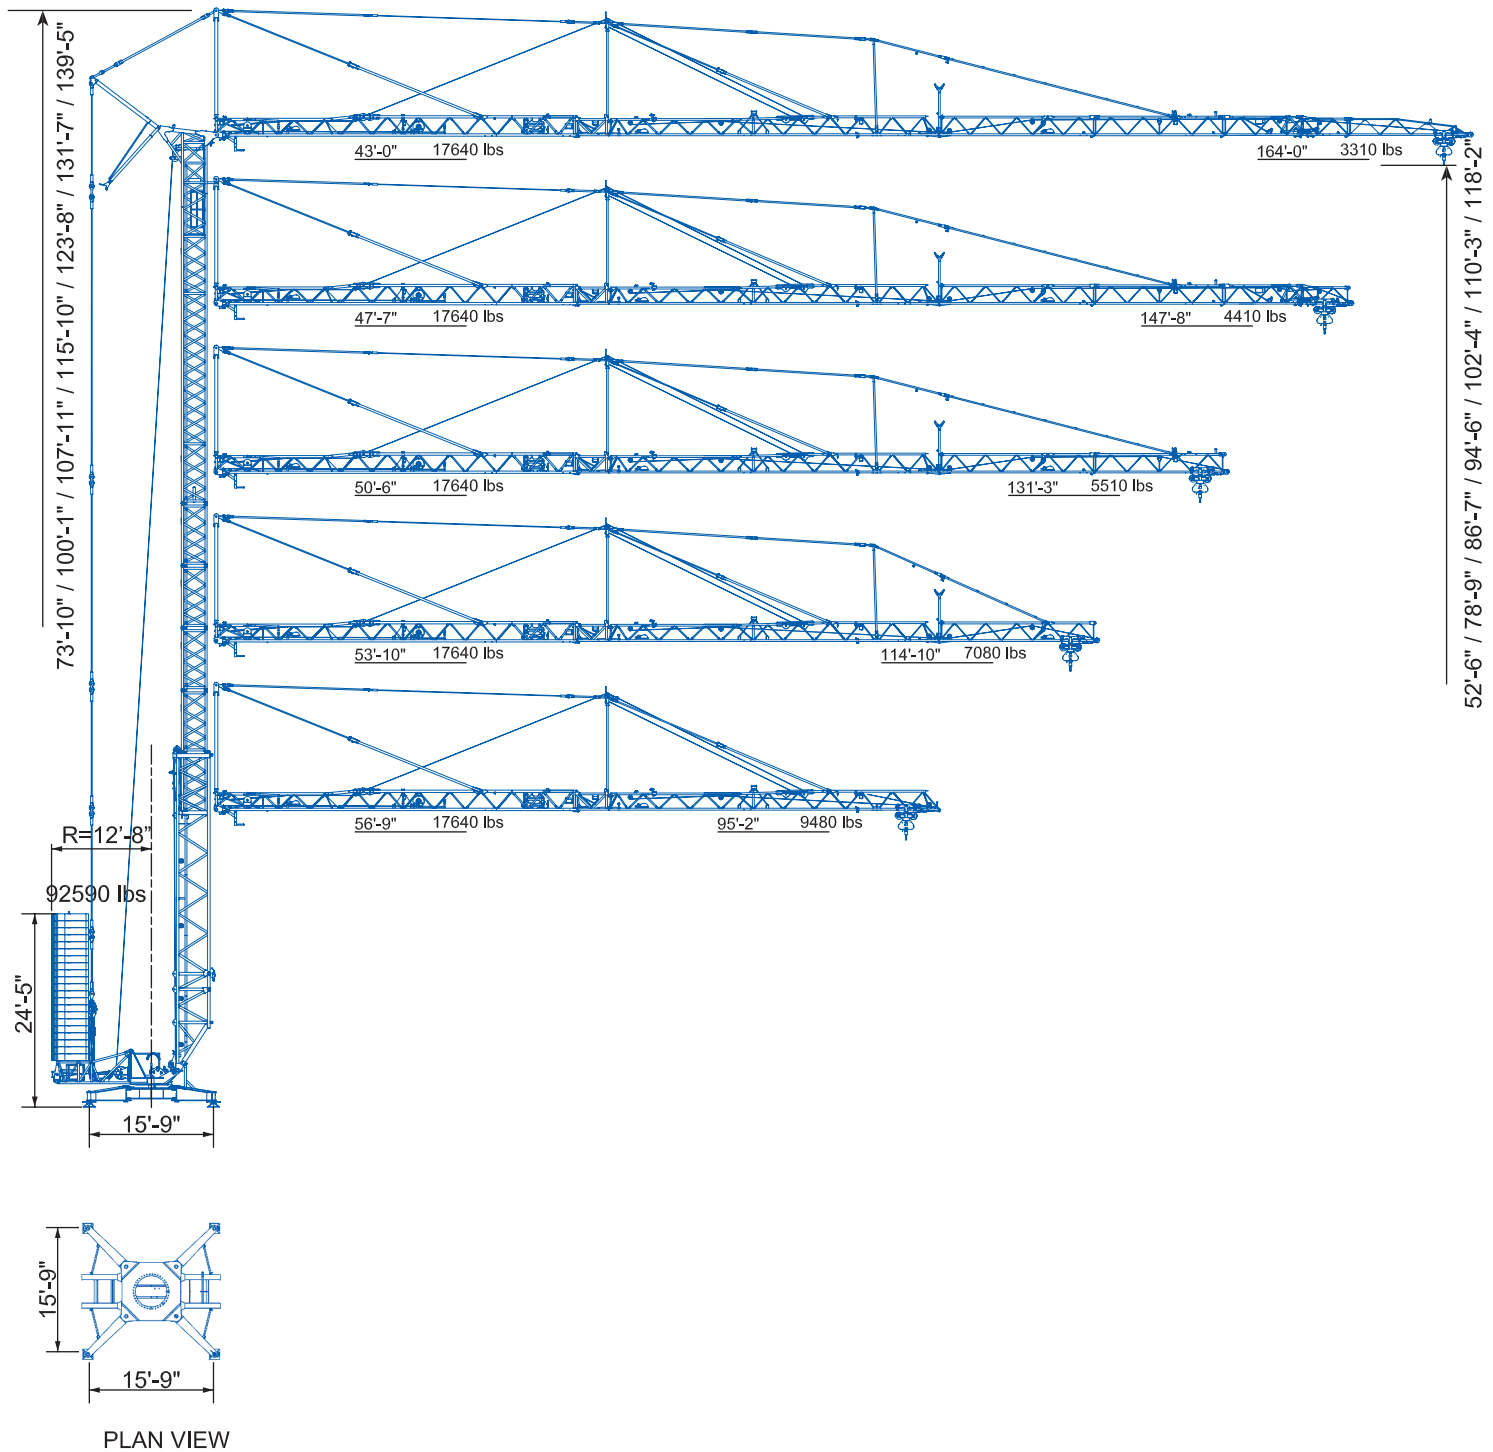 73'-10" / 100'-1" / 107'-11" / 115'-10" / 123'-8" / 131'-7" / 139'-5"
43'-0" 17640 lbs
164'-0" 3310 lbs
47'-7" 17640 lbs
147'-8" 4410 lbs
50'-6" 17640 lbs
131'-3" 5510 lbs
53'-10" 17640 lbs
114'-10" 7080 lbs
56'-9" 17640 lbs
95'-2" 9480 lbs
52'-6" / 78'-9" / 86'-7" / 94'-6" / 102'-4" / 110'-3" / 118'-2"
R=12'-8"
92590 lbs
24'-5"
15'-9"
15'-9"
15'-9"
PLAN VIEW